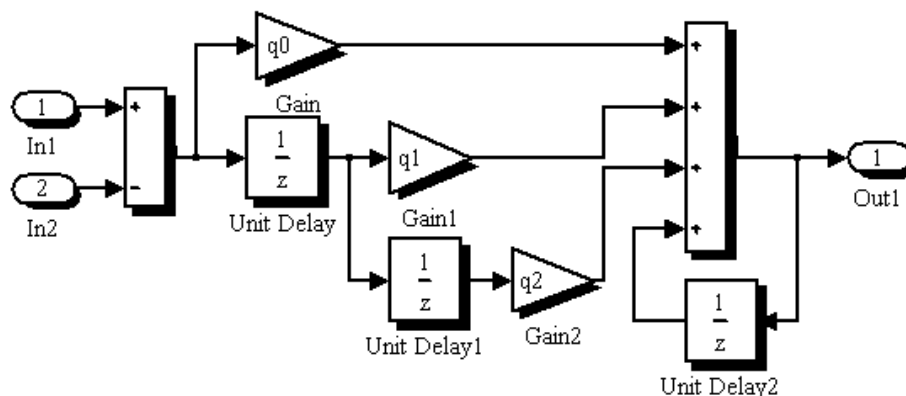 q0
+
Gain
1
+
In1
1
z
q1
+
+
1
2
-
In2
Unit Delay
Gain1
+
Out1
1
z
q2
+
Unit Delay1
Gain2
1
z
Unit Delay2